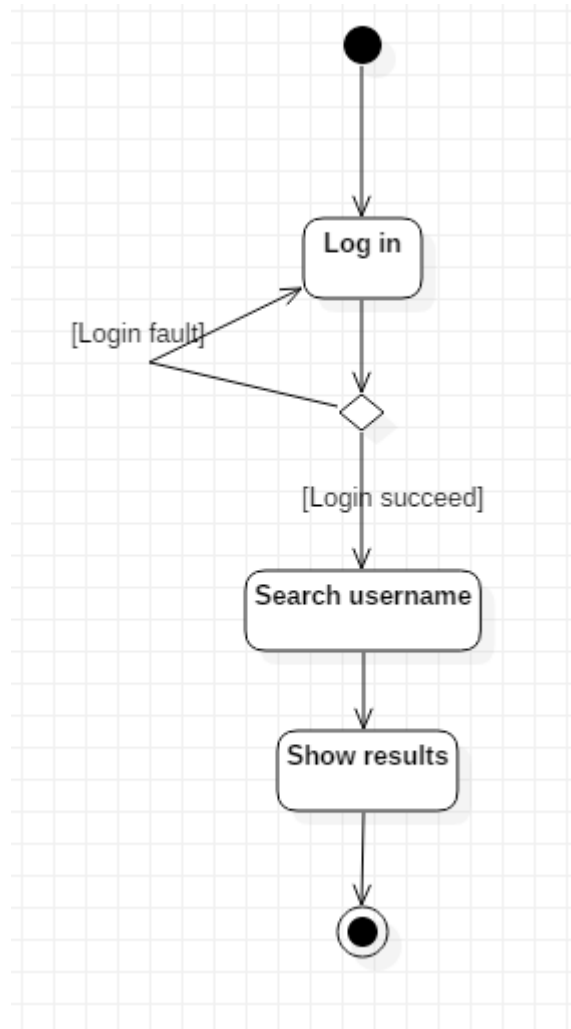 Log in
[Login fault]
[Login succeed]
Search username
Show results